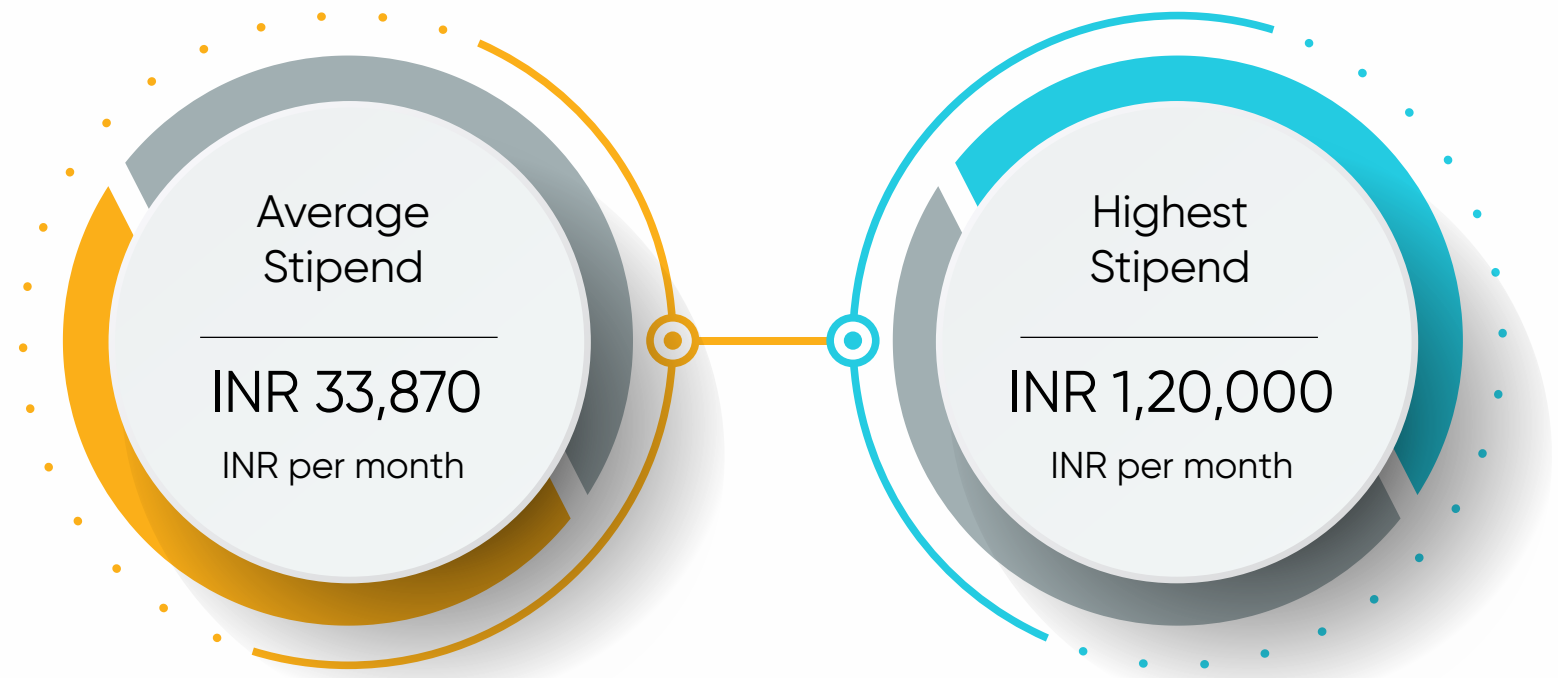 Average
Stipend
INR 33,870
INR per month
Highest
Stipend
INR 1,20,000
INR per month